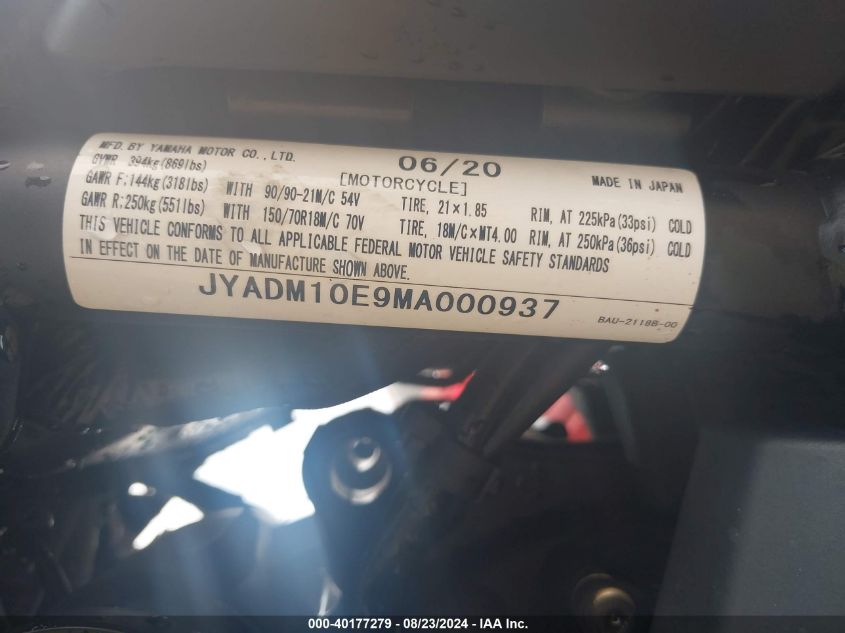 MFD. BY YAMAHA MOTOR CO., LTD.
06/20
GVWR 394kg(869lbs)
[MOTORCYCLE]
MADE IN JAPAN
GAWR F:144kg(318lbs) WITH 90/90-21M/C 54V TIRE, 21×1.85 RIM, AT 225kPa(33psi) COLD
GAWR R:250kg(551lbs) WITH 150/70R18M/C 70V TIRE, 18M/C×MT4.00 RIM, AT 250kPa(36psi) COLD
THIS VEHICLE CONFORMS TO ALL APPLICABLE FEDERAL MOTOR VEHICLE SAFETY STANDARDS
IN EFFECT ON THE DATE OF MANUFACTURE SHOWN ABOVE.
JYADM10E9MA000937
BAU-2118B-00
000-40177279 - 08/23/2024 - IAA Inc.